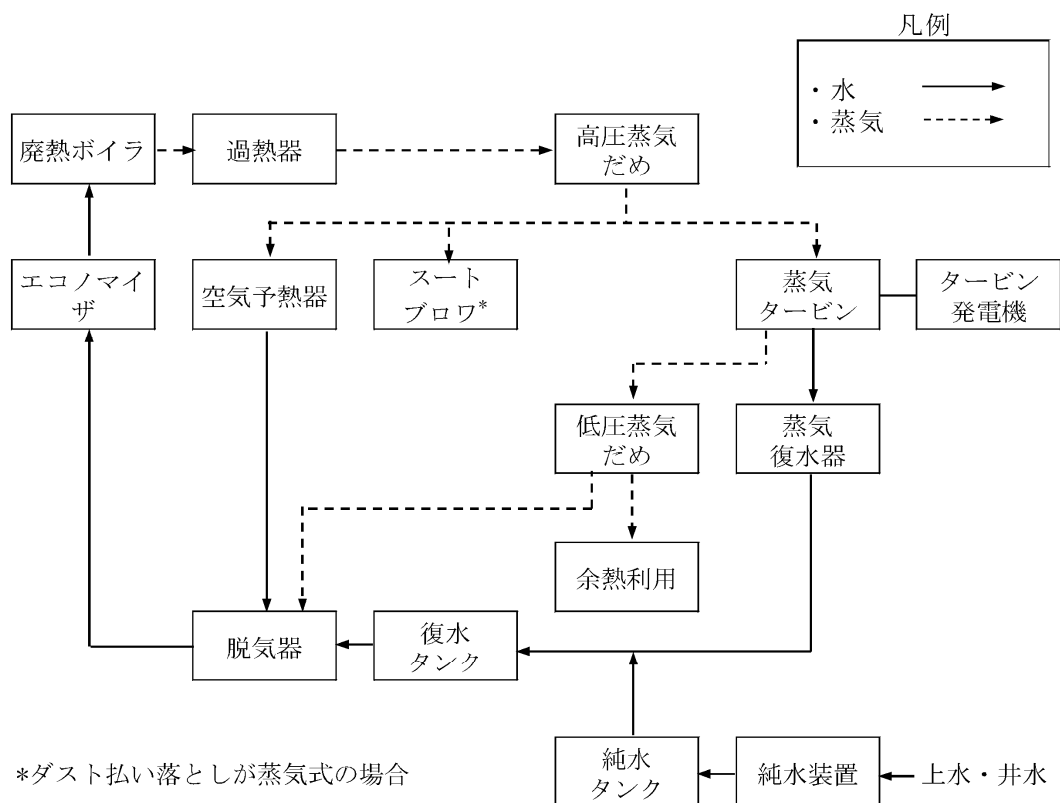 凡例
・水
・蒸気
廃熱ボイラ
過熱器
高圧蒸気
だめ
エコノマイ
ザ
空気予熱器
スート
ブロワ*
蒸気
タービン
タービン
発電機
低圧蒸気
だめ
蒸気
復水器
余熱利用
脱気器
復水
タンク
*ダスト払い落としが蒸気式の場合
純水
タンク
純水装置
上水・井水